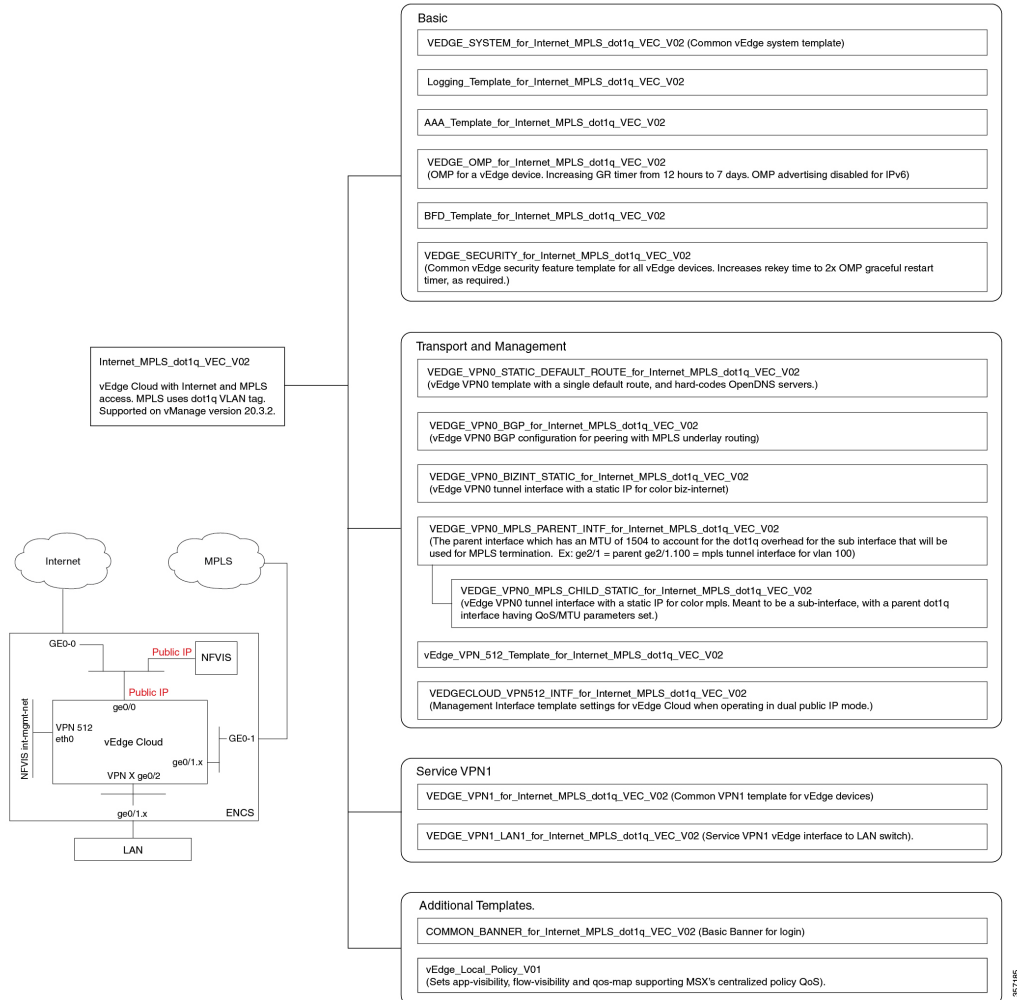 Basic
VEDGE_SYSTEM_for_Internet_MPLS_dot1q_VEC_V02 (Common vEdge system template)
Logging_Template_for_Internet_MPLS_dot1q_VEC_V02
AAA_Template_for_Internet_MPLS_dot1q_VEC_V02
VEDGE_OMP_for_Internet_MPLS_dot1q_VEC_V02
(OMP for a vEdge device. Increasing GR timer from 12 hours to 7 days. OMP advertising disabled for IPv6)
BFD_Template_for_Internet_MPLS_dot1q_VEC_V02
VEDGE_SECURITY_for_Internet_MPLS_dot1q_VEC_V02
(Common vEdge security feature template for all vEdge devices. Increases rekey time to 2x OMP graceful restart
timer, as required.)
Internet_MPLS_dot1q_VEC_V02
vEdge Cloud with Internet and MPLS
access. MPLS uses dot1q VLAN tag.
Supported on vManage version 20.3.2.
Transport and Management
VEDGE_VPN0_STATIC_DEFAULT_ROUTE_for_Internet_MPLS_dot1q_VEC_V02
(vEdge VPN0 template with a single default route, and hard-codes OpenDNS servers.)
VEDGE_VPN0_BGP_for_Internet_MPLS_dot1q_VEC_V02
(vEdge VPN0 BGP configuration for peering with MPLS underlay routing)
VEDGE_VPN0_BIZINT_STATIC_for_Internet_MPLS_dot1q_VEC_V02
(vEdge VPN0 tunnel interface with a static IP for color biz-internet)
VEDGE_VPN0_MPLS_PARENT_INTF_for_Internet_MPLS_dot1q_VEC_V02
(The parent interface which has an MTU of 1504 to account for the dot1q overhead for the sub interface that will be
used for MPLS termination. Ex: ge2/1 = parent ge2/1.100 = mpls tunnel interface for vlan 100)
VEDGE_VPN0_MPLS_CHILD_STATIC_for_Internet_MPLS_dot1q_VEC_V02
(vEdge VPN0 tunnel interface with a static IP for color mpls. Meant to be a sub-interface, with a parent dot1q
interface having QoS/MTU parameters set.)
vEdge_VPN_512_Template_for_Internet_MPLS_dot1q_VEC_V02
VEDGECLOUD_VPN512_INTF_for_Internet_MPLS_dot1q_VEC_V02
(Management Interface template settings for vEdge Cloud when operating in dual public IP mode.)
Internet
MPLS
GE0-0
Public IP
NFVIS
Public IP
ge0/0
NFVIS int-mgmt-net
VPN 512
eth0
vEdge Cloud
GE0-1
ge0/1.x
VPN X ge0/2
ge0/1.x
ENCS
LAN
Service VPN1
VEDGE_VPN1_for_Internet_MPLS_dot1q_VEC_V02 (Common VPN1 template for vEdge devices)
VEDGE_VPN1_LAN1_for_Internet_MPLS_dot1q_VEC_V02 (Service VPN1 vEdge interface to LAN switch).
Additional Templates.
COMMON_BANNER_for_Internet_MPLS_dot1q_VEC_V02 (Basic Banner for login)
vEdge_Local_Policy_V01
(Sets app-visibility, flow-visibility and qos-map supporting MSX's centralized policy QoS).
357185